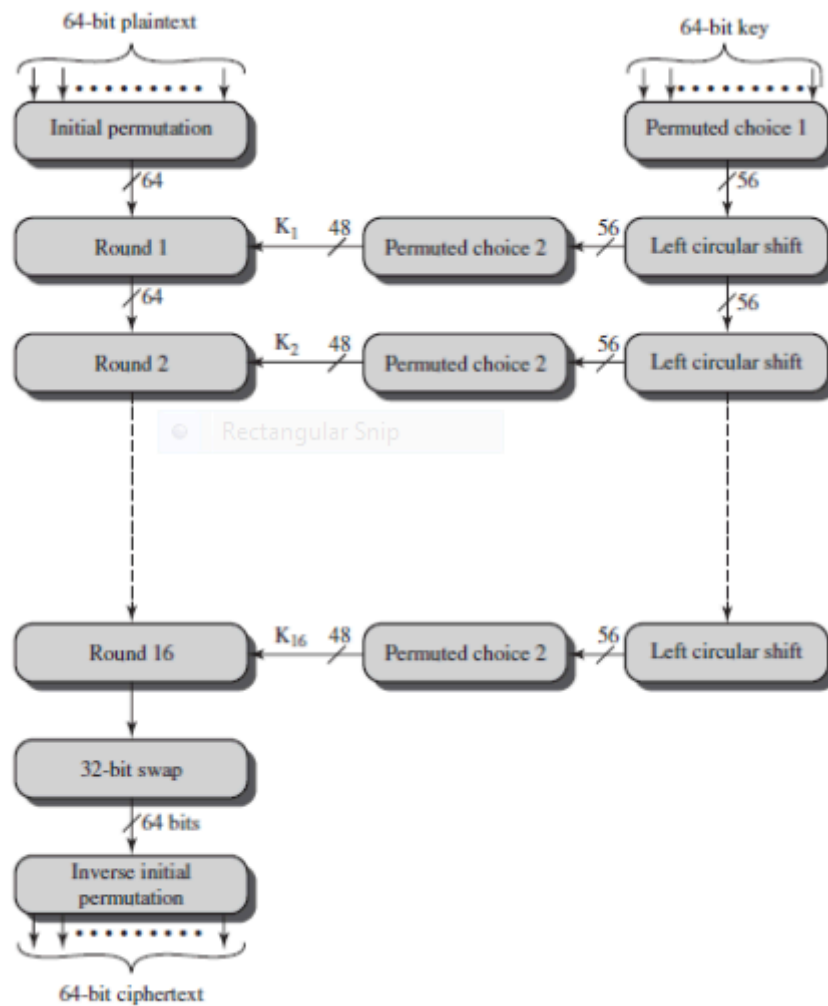 64-bit plaintext
64-bit key
Initial permutation
Permuted choice 1
64
56
Round 1
K1
48
Permuted choice 2
56
Left circular shift
64
56
Round 2
K2
48
Permuted choice 2
56
Left circular shift
Rectangular Snip
Round 16
K16
48
Permuted choice 2
56
Left circular shift
32-bit swap
64 bits
Inverse initial
permutation
64-bit ciphertext